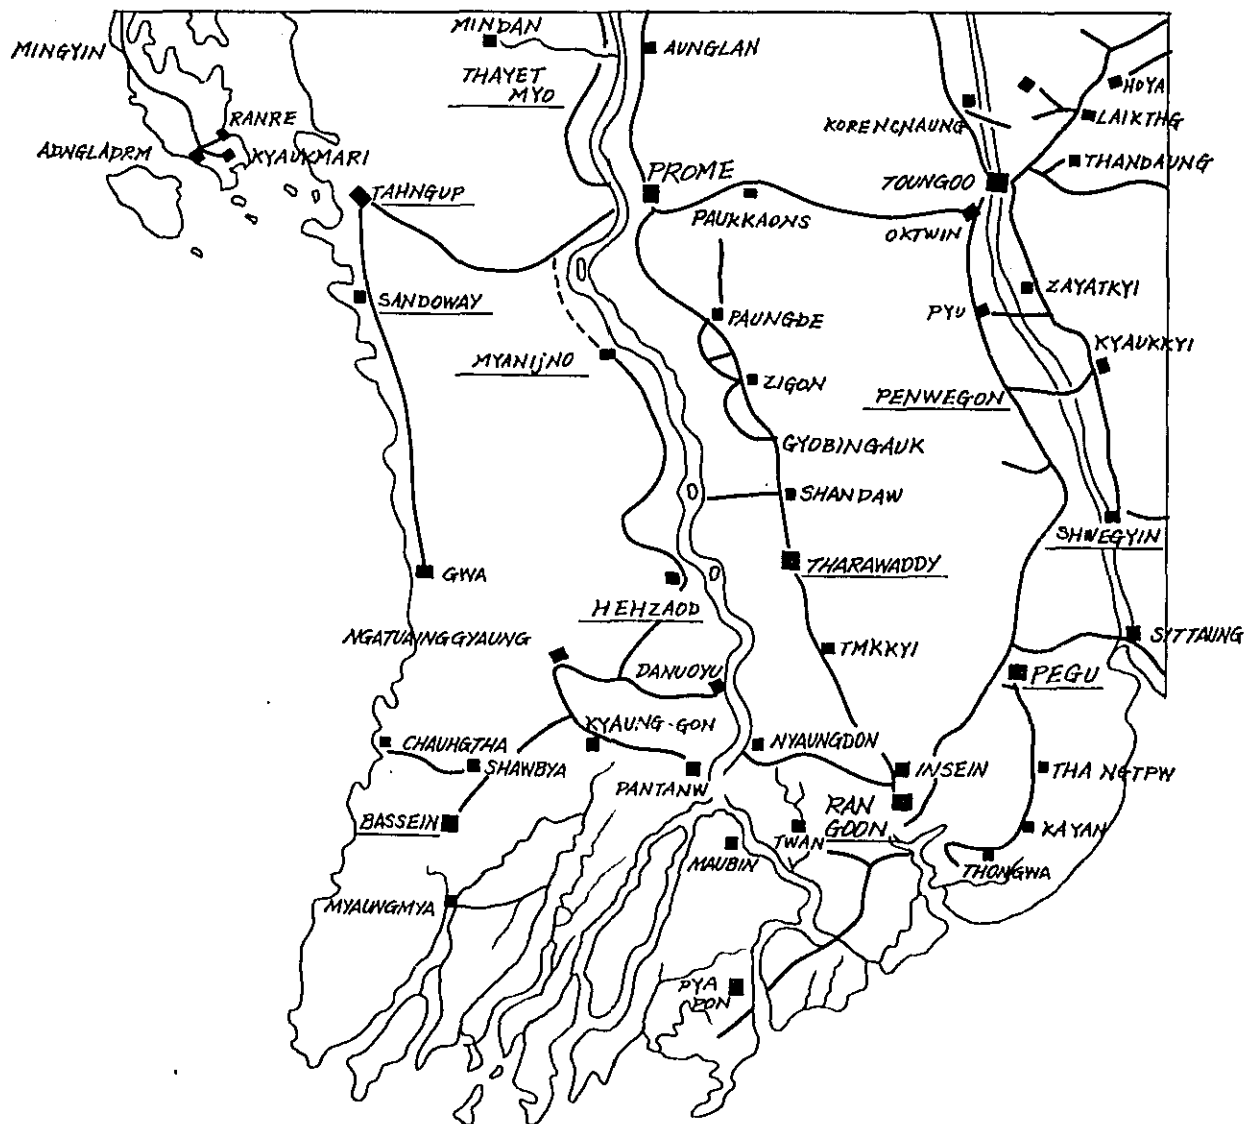 MINDAN
MINGYIN
AUNGLAN
THAYET
MYO
HOYA
RANRE
KORENCNAUNG
LAIKTHG
ADNGLADRM
KYAUKMARI
THANDAUNG
PROME
TOUNGOO
TAHNGUP
PAUKKAONS
OKTWIN
SANDOWAY
ZAYATKYI
PAUNGDE
PYU
MYANIJNO
KYAUKKYI
ZIGON
PENWEGON
GYOBINGAUK
SHANDAW
SHWEGYIN
THARAWADDY
GWA
HEHZAOD
NGATUAINGGYAUNG
TMKKYI
SITTAUNG
DANUOYU
PEGU
KYAUNG-GON
CHAUHGTHA
NYAUNGDON
SHAWBYA
INSEIN
THA NGTPW
PANTANW
RAN
GOON
BASSEIN
TWAN
KAYAN
MAUBIN
THONGWA
MYAUNGMYA
PYA
PON